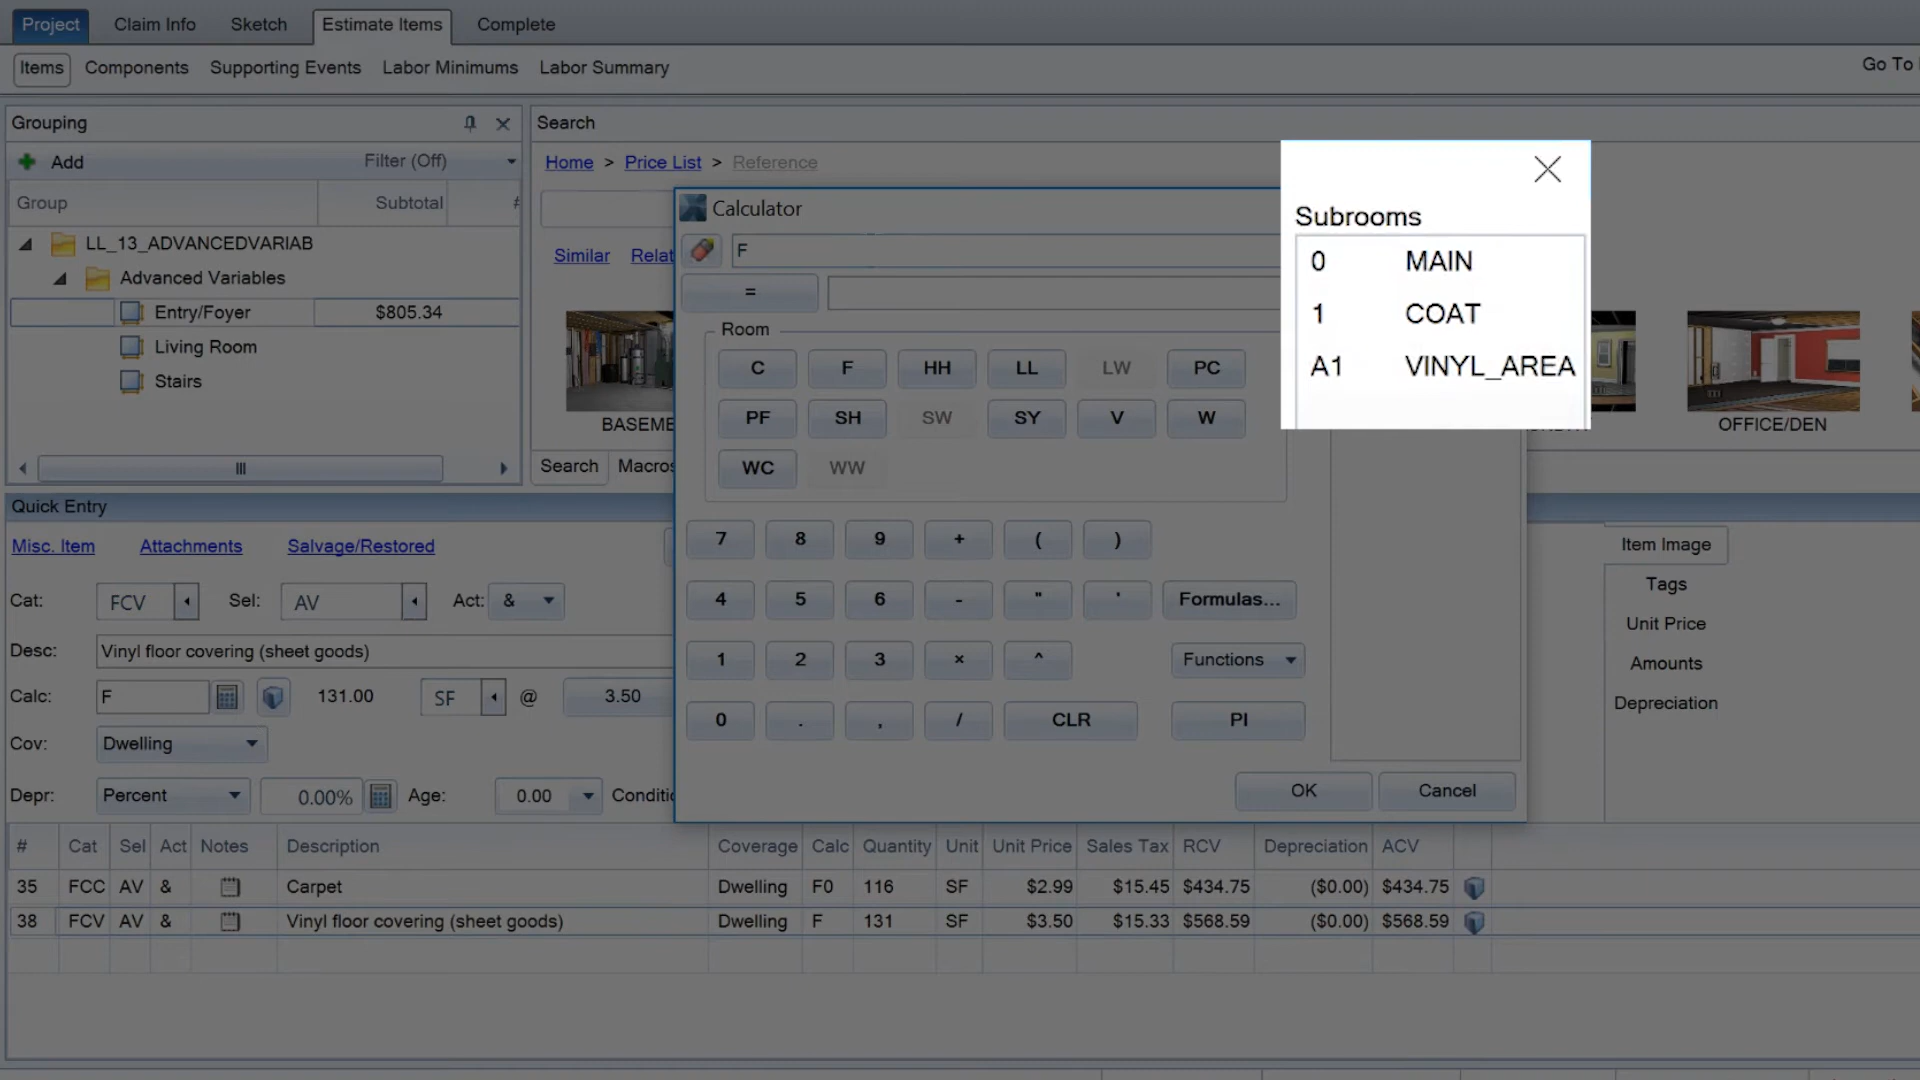 Project Claim Info Sketch Estimate Items Complete
Items Components Supporting Events Labor Minimums Labor Summary Go To
Grouping
Add Filter (Off)
Group Subtotal #
LL_13_ADVANCEDVARIAB
Advanced Variables
Entry/Foyer $805.34
Living Room
Stairs
Search
Home > Price List > Reference
Similar
BASEME
OFFICE/DEN
Search Macros
Calculator
F
=
Room
C F HH LL LW PC
PF SH SW SY V W
WC WW
7 8 9 + ( )
4 5 6 - " ' Formulas...
1 2 3 × ^ Functions
0 . , / CLR PI
OK Cancel
Subrooms
0 MAIN
1 COAT
A1 VINYL_AREA
Quick Entry
Misc. Item Attachments Salvage/Restored
Cat: FCV Sel: AV Act: &
Desc: Vinyl floor covering (sheet goods)
Calc: F 131.00 SF @ 3.50
Cov: Dwelling
Depr: Percent 0.00% Age: 0.00 Conditi
Item Image
Tags
Unit Price
Amounts
Depreciation
# Cat Sel Act Notes Description Coverage Calc Quantity Unit Unit Price Sales Tax RCV Depreciation ACV
35 FCC AV & Carpet Dwelling F0 116 SF $2.99 $15.45 $434.75 ($0.00) $434.75
38 FCV AV & Vinyl floor covering (sheet goods) Dwelling F 131 SF $3.50 $15.33 $568.59 ($0.00) $568.59